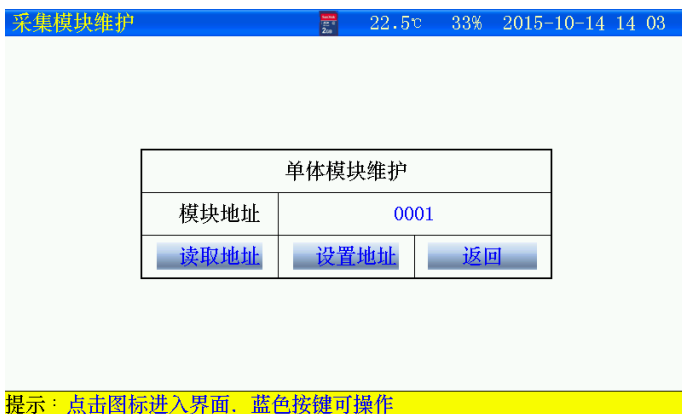 采集模块维护 22.5℃ 33% 2015-10-14 14 03
单体模块维护
模块地址 0001
读取地址 设置地址 返回
提示：点击图标进入界面．蓝色按键可操作